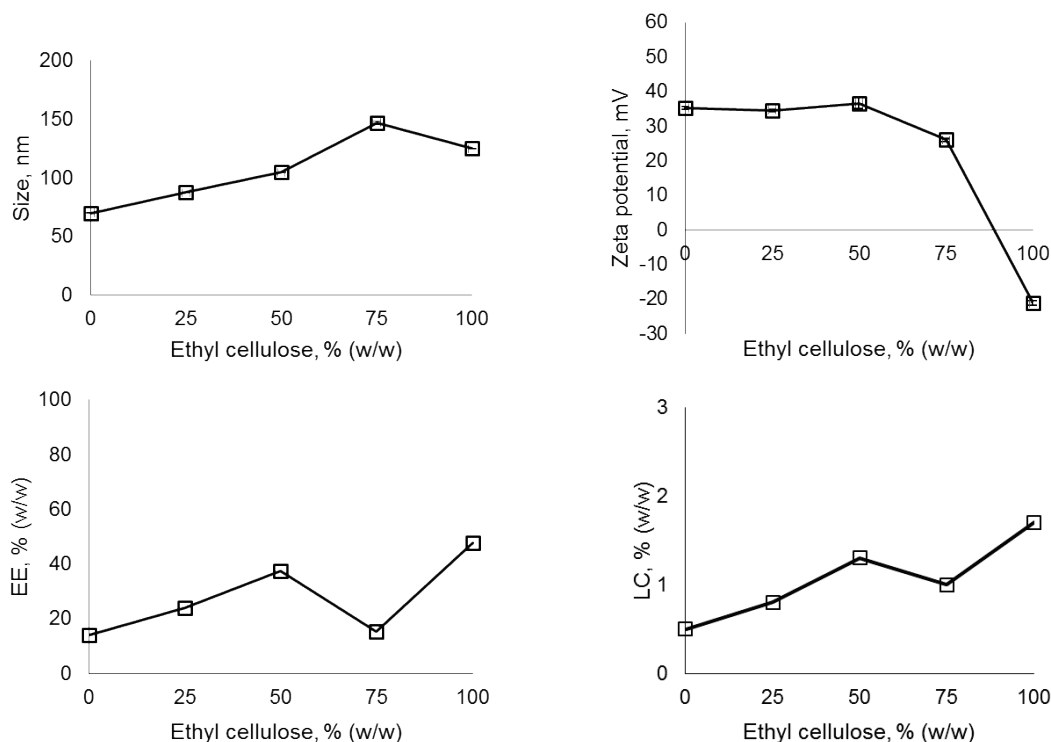 Size, nm
200
150
100
50
0
0 25 50 75 100
Ethyl cellulose, % (w/w)
Zeta potential, mV
60
50
40
30
20
10
0
-10
-20
-30
0 25 50 75 100
Ethyl cellulose, % (w/w)
EE, % (w/w)
100
80
60
40
20
0
0 25 50 75 100
Ethyl cellulose, % (w/w)
LC, % (w/w)
3
2
1
0
0 25 50 75 100
Ethyl cellulose, % (w/w)